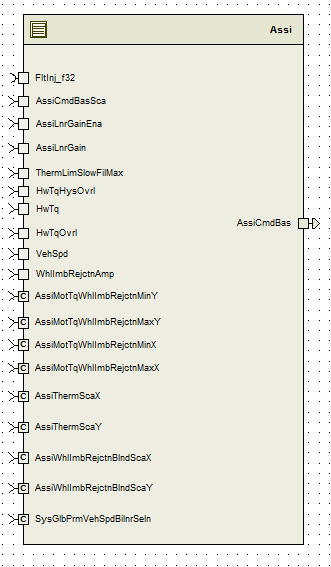 Assi
FltInj_f32
AssiCmdBasSca
AssiLnrGainEna
AssiLnrGain
ThermLimSlowFilMax
HwTqHysOvrl
HwTq
AssiCmdBas
HwTqOvrl
VehSpd
WhlImbRejctnAmp
C AssiMotTqWhlImbRejctnMinY
C AssiMotTqWhlImbRejctnMaxY
C AssiMotTqWhlImbRejctnMinX
C AssiMotTqWhlImbRejctnMaxX
C AssiThermScaX
C AssiThermScaY
C AssiWhlImbRejctnBlndScaX
C AssiWhlImbRejctnBlndScaY
C SysGlbPrmVehSpdBilnrSeln